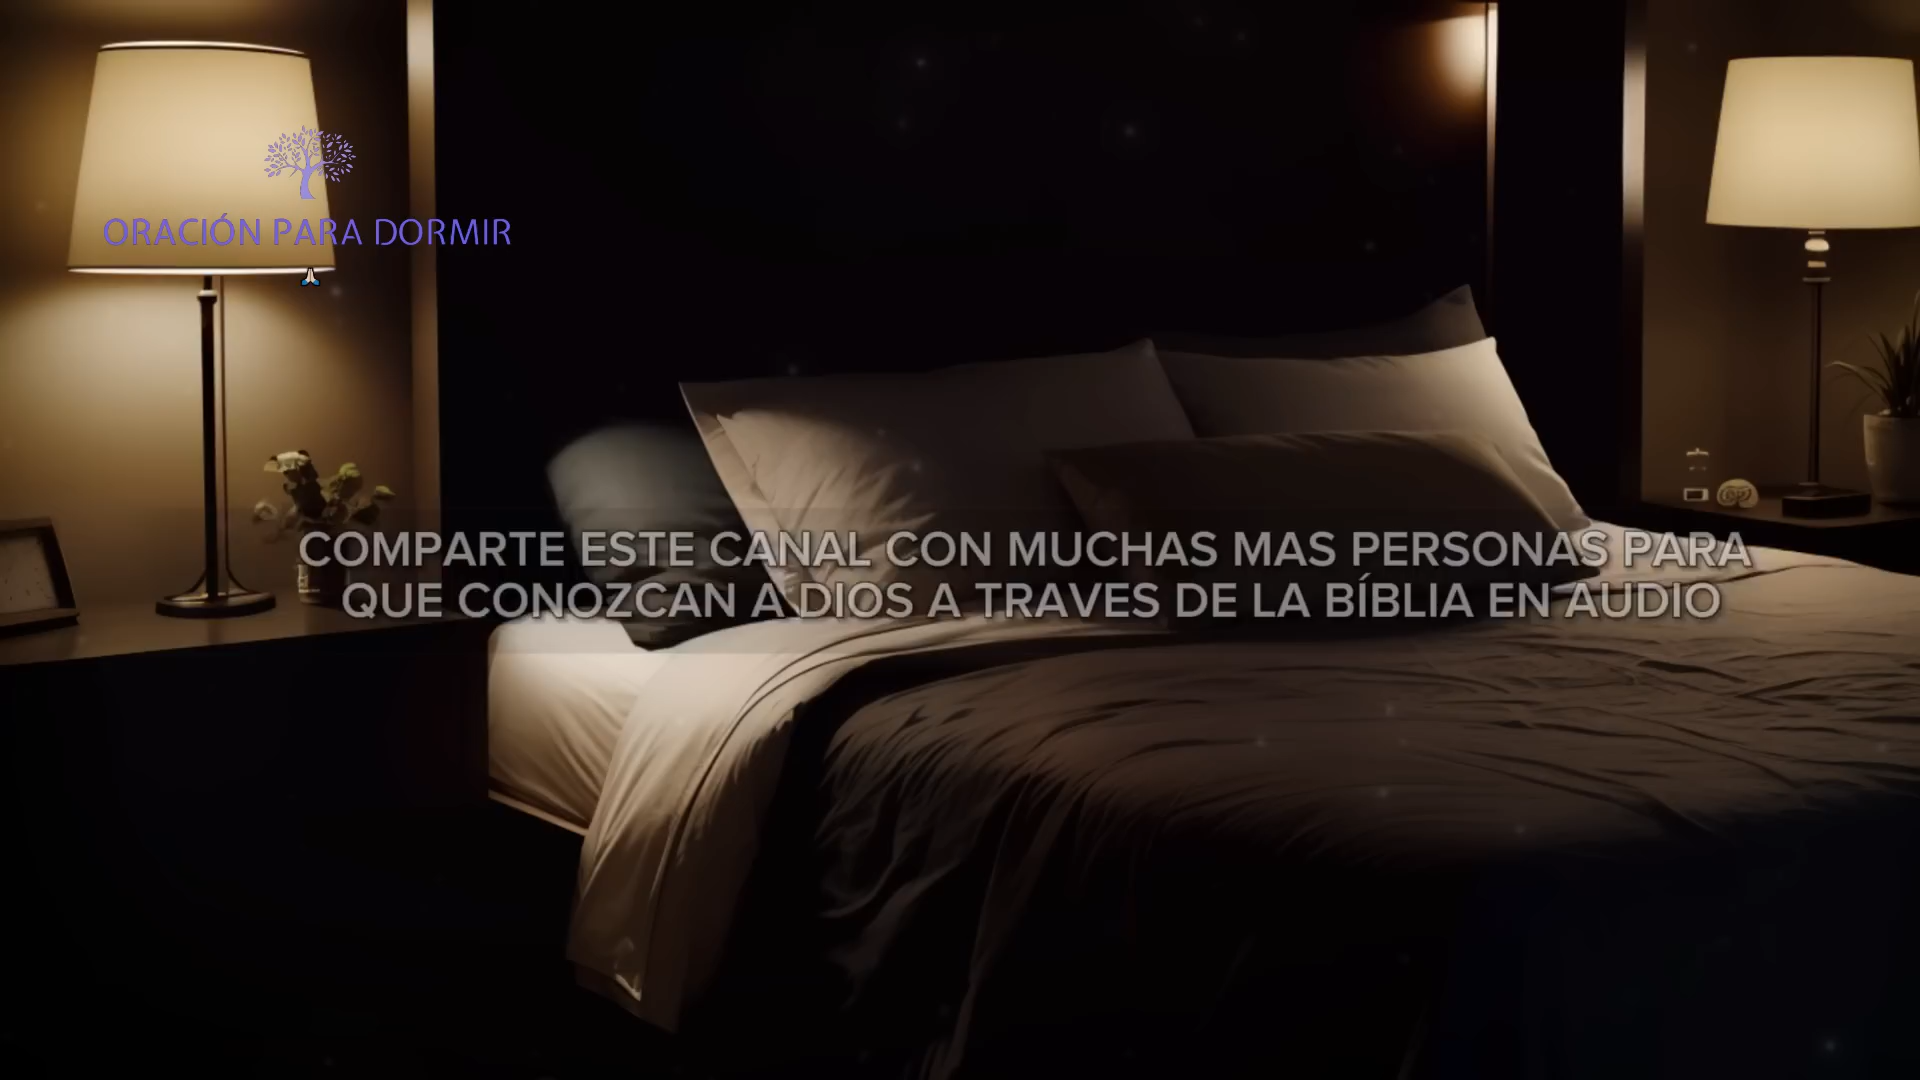 ORACIÓN PARA DORMIR
COMPARTE ESTE CANAL CON MUCHAS MAS PERSONAS PARA
QUE CONOZCAN A DIOS A TRAVES DE LA BÍBLIA EN AUDIO